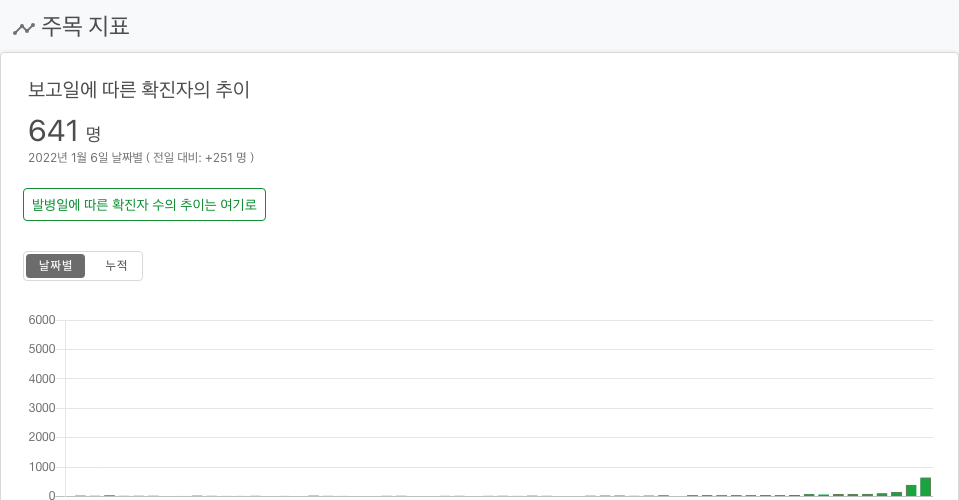 주목 지표
보고일에 따른 확진자의 추이
641 명
2022년 1월 6일 날짜별 ( 전일 대비: +251 명 )
발병일에 따른 확진자 수의 추이는 여기로
날짜별 누적
6000
5000
4000
3000
2000
1000
0